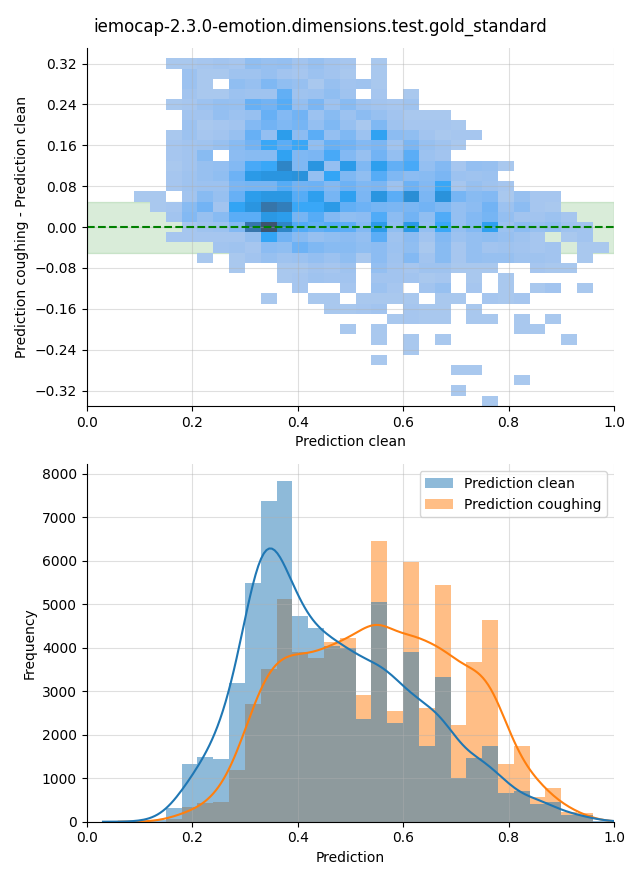 iemocap-2.3.0-emotion.dimensions.test.gold_standard
0.32
0.24
0.16
0.08
0.00
−0.08
−0.16
−0.24
−0.32
Prediction coughing - Prediction clean
0.0 0.2 0.4 0.6 0.8 1.0
Prediction clean
8000
7000
6000
5000
4000
3000
2000
1000
0
Frequency
Prediction clean
Prediction coughing
0.0 0.2 0.4 0.6 0.8 1.0
Prediction